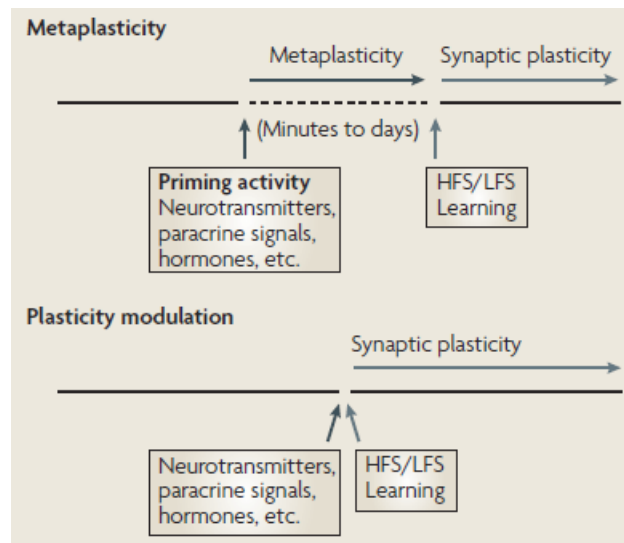 Metaplasticity
Metaplasticity
Synaptic plasticity
(Minutes to days)
Priming activity
Neurotransmitters,
paracrine signals,
hormones, etc.
HFS/LFS
Learning
Plasticity modulation
Synaptic plasticity
Neurotransmitters,
paracrine signals,
hormones, etc.
HFS/LFS
Learning